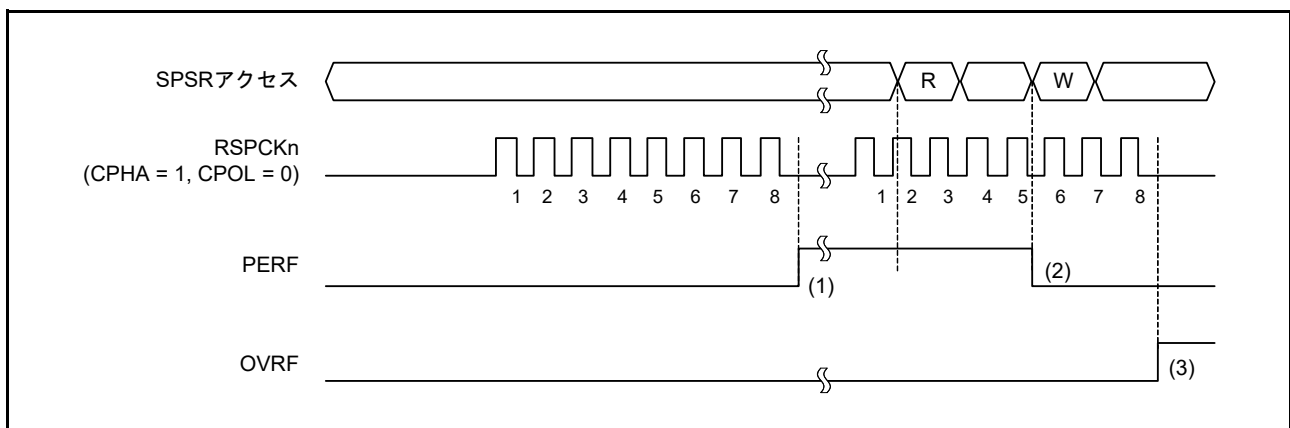 SPSRアクセス
R
W
RSPCKn
(CPHA = 1, CPOL = 0)
1 2 3 4 5 6 7 8 1 2 3 4 5 6 7 8
PERF
(1)
(2)
OVRF
(3)